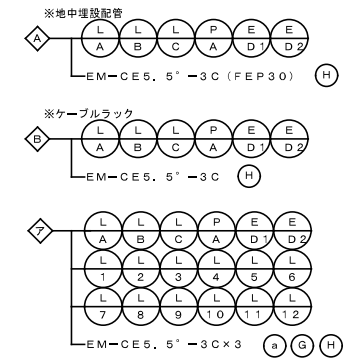 ※地中埋設配管
A L L L P E E
A B C A D1 D2
EM-CE5.5°-3C(FEP30) H
※ケーブルラック
B L L L P E E
A B C A D1 D2
EM-CE5.5°-3C H
ア L L L P E E
A B C A D1 D2
L L L L L L
1 2 3 4 5 6
L L L L L L
7 8 9 10 11 12
EM-CE5.5°-3C×3 a G H